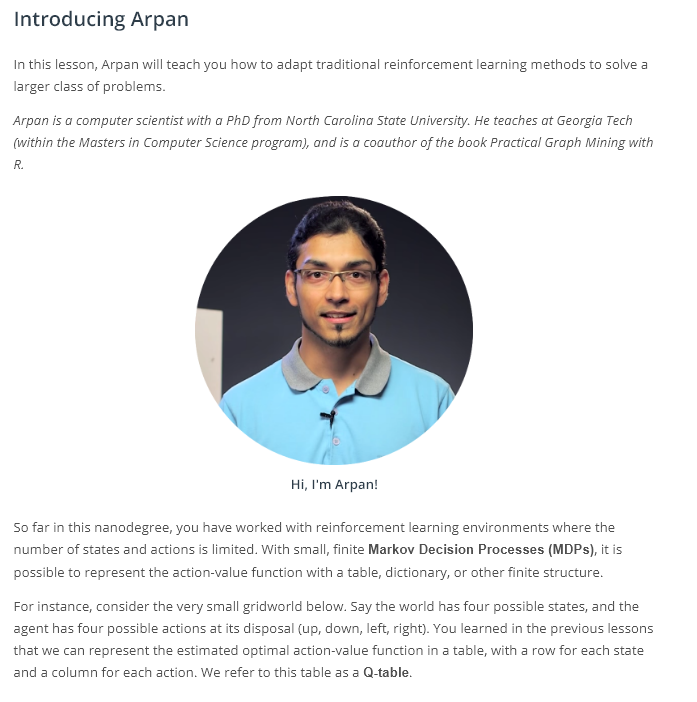 Introducing Arpan
In this lesson, Arpan will teach you how to adapt traditional reinforcement learning methods to solve a
larger class of problems.
Arpan is a computer scientist with a PhD from North Carolina State University. He teaches at Georgia Tech
(within the Masters in Computer Science program), and is a coauthor of the book Practical Graph Mining with
R.
Hi, I'm Arpan!
So far in this nanodegree, you have worked with reinforcement learning environments where the
number of states and actions is limited. With small, finite Markov Decision Processes (MDPs), it is
possible to represent the action-value function with a table, dictionary, or other finite structure.
For instance, consider the very small gridworld below. Say the world has four possible states, and the
agent has four possible actions at its disposal (up, down, left, right). You learned in the previous lessons
that we can represent the estimated optimal action-value function in a table, with a row for each state
and a column for each action. We refer to this table as a Q-table.